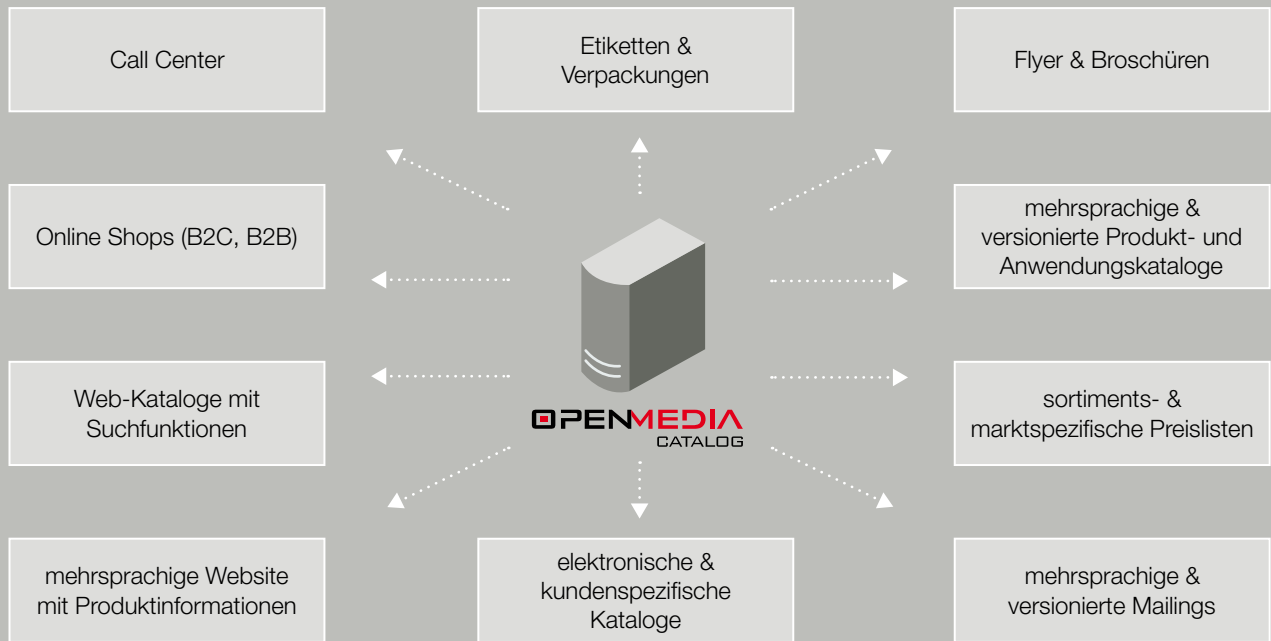 Call Center
Etiketten &
Verpackungen
Flyer & Broschüren
Online Shops (B2C, B2B)
mehrsprachige &
versionierte Produkt- und
Anwendungskataloge
Web-Kataloge mit
Suchfunktionen
OPENMEDIA
CATALOG
sortiments- &
marktspezifische Preislisten
mehrsprachige Website
mit Produktinformationen
elektronische &
kundenspezifische
Kataloge
mehrsprachige &
versionierte Mailings